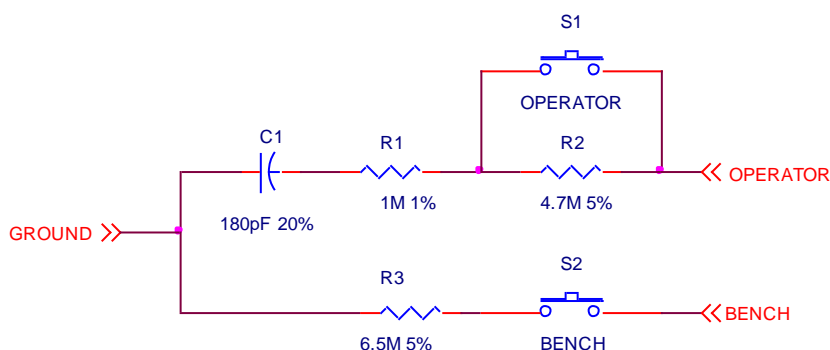 S1
OPERATOR
C1
R1
R2
180pF 20%
1M 1%
4.7M 5%
OPERATOR
GROUND
R3
S2
6.5M 5%
BENCH
BENCH